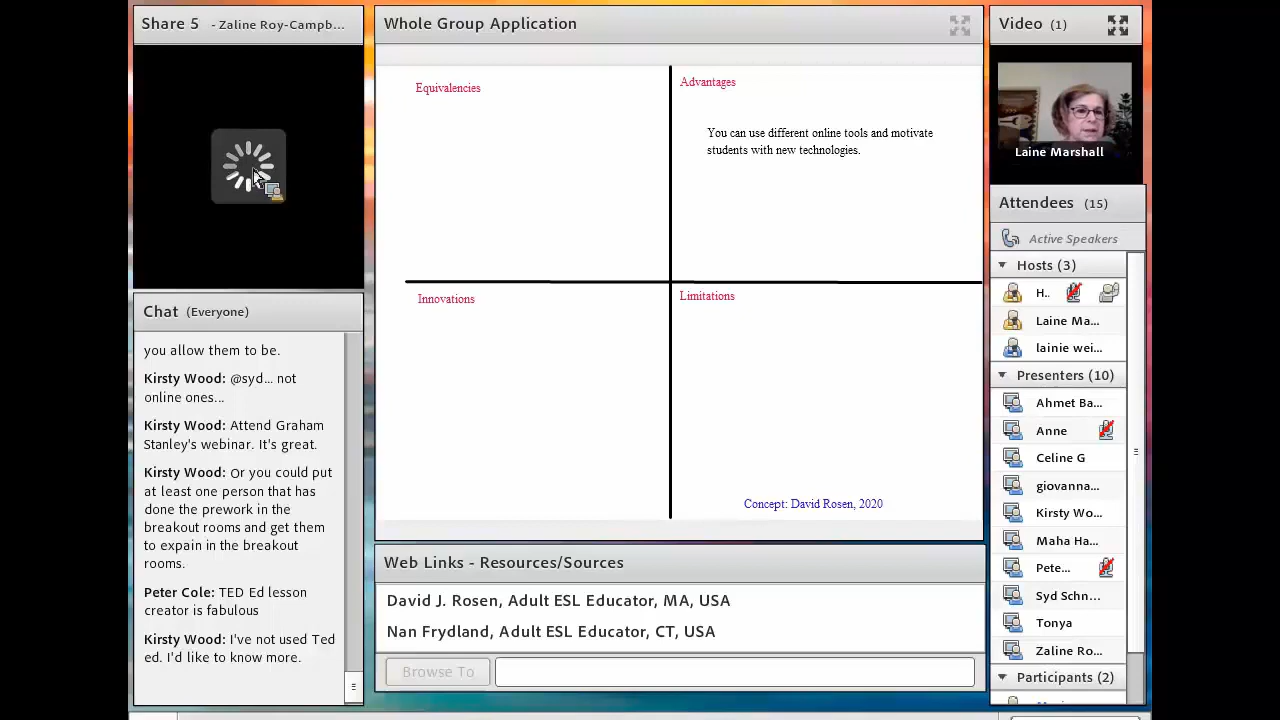 Share 5 - Zaline Roy-Campb...
you allow them to be.
Kirsty Wood: @syd... not
online ones...
Kirsty Wood: Attend Graham
Stanley's webinar. It's great.
Kirsty Wood: Or you could put
at least one person that has
done the prework in the
breakout rooms and get them
to expain in the breakout
rooms.
Peter Cole: TED Ed lesson
creator is fabulous
Kirsty Wood: I've not used Ted
ed. I'd like to know more.
Chat (Everyone)
Whole Group Application
Equivalencies
Advantages
You can use different online tools and motivate
students with new technologies.
Innovations
Limitations
Concept: David Rosen, 2020
Web Links - Resources/Sources
David J. Rosen, Adult ESL Educator, MA, USA
Nan Frydland, Adult ESL Educator, CT, USA
Browse To
Video (1)
Laine Marshall
Attendees (15)
Active Speakers
Hosts (3)
H..
Laine Ma...
lainie wei...
Presenters (10)
Ahmet Ba...
Anne
Celine G
giovanna...
Kirsty Wo...
Maha Ha...
Pete...
Syd Schn...
Tonya
Zaline Ro...
Participants (2)